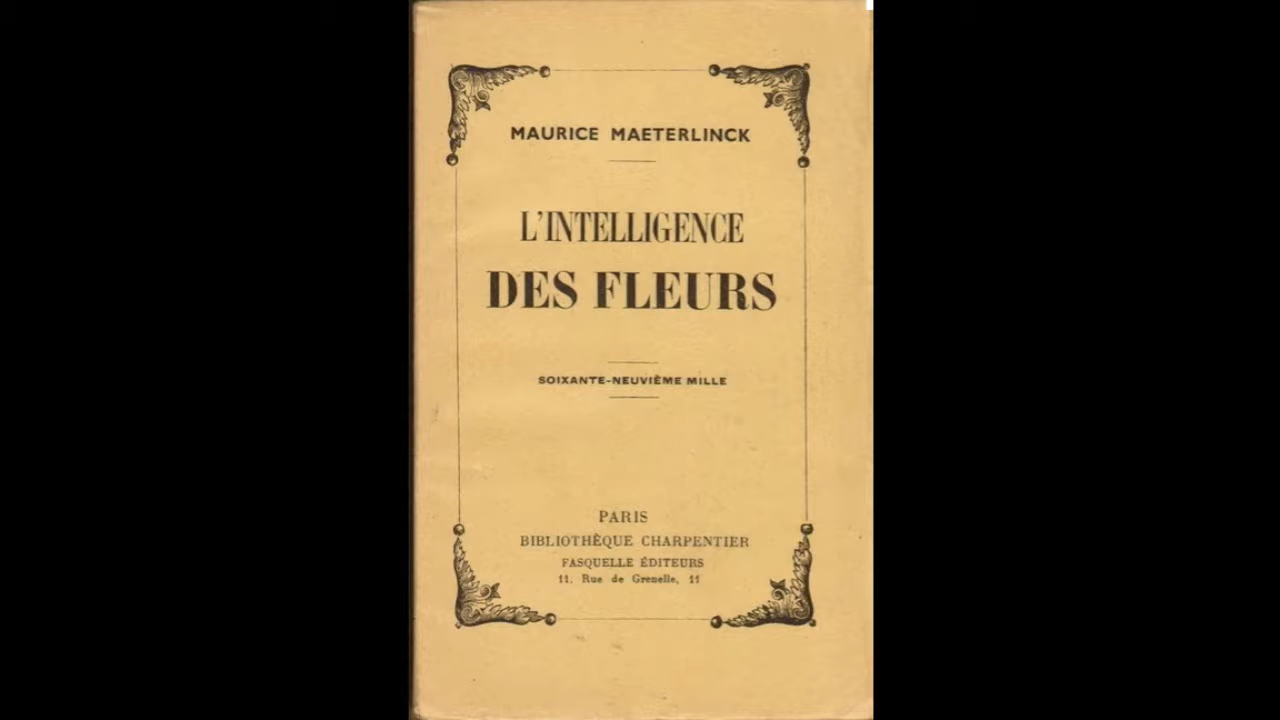 MAURICE MAETERLINCK
L'INTELLIGENCE
DES FLEURS
SOIXANTE-NEUVIÈME MILLE
PARIS
BIBLIOTHÈQUE CHARPENTIER
FASQUELLE ÉDITEURS
11, Rue de Grenelle, 11